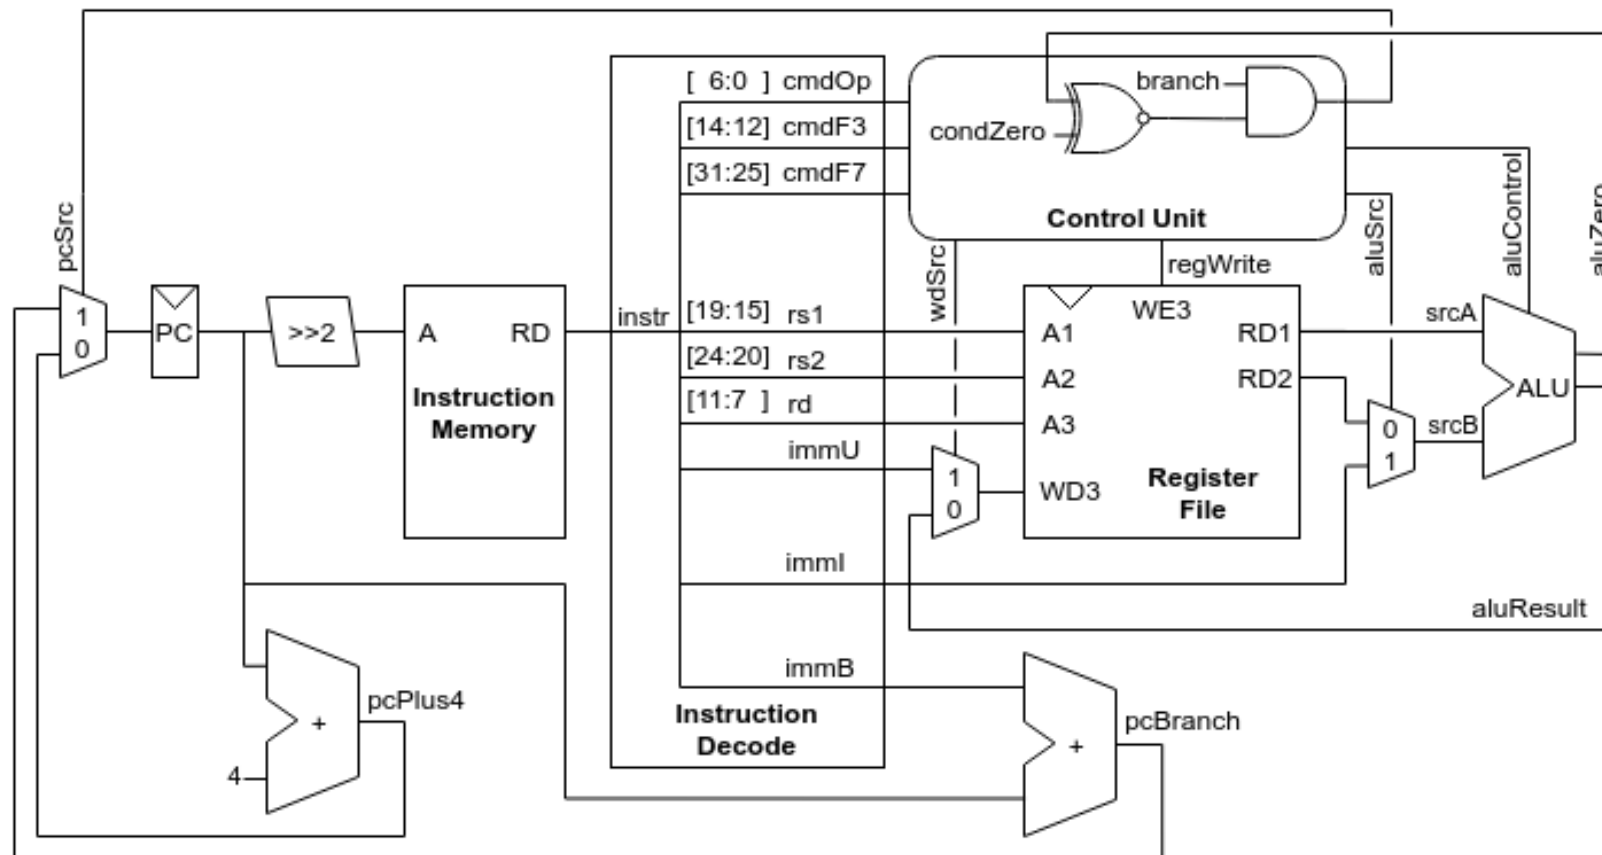 [ 6:0 ] cmdOp
[14:12] cmdF3
[31:25] cmdF7
branch
condZero
Control Unit
pcSrc
1
0
PC
>>2
A
RD
Instruction
Memory
instr
[19:15] rs1
[24:20] rs2
[11:7 ] rd
immU
immI
immB
Instruction
Decode
wdSrc
regWrite
1
0
WE3
A1
RD1
A2
RD2
A3
WD3
Register
File
aluSrc
aluControl
aluZero
srcA
srcB
0
1
ALU
aluResult
pcPlus4
+
4
pcBranch
+